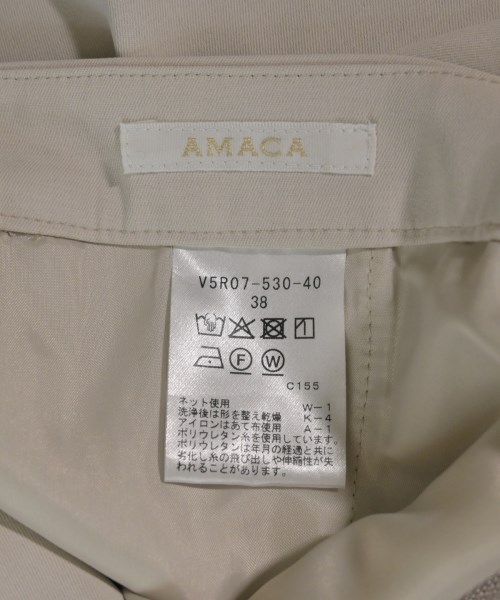 AMACA
V5R07-530-40
38
F W
C155
ネット使用 W-1
洗浄後は形を整え乾燥 K-4
アイロンはあて布使用 A-1
ポリウレタン糸を使用しています。
ポリウレタンは年月の経過と共に
劣化し糸の飛び出しや伸縮性が失
われることがあります。